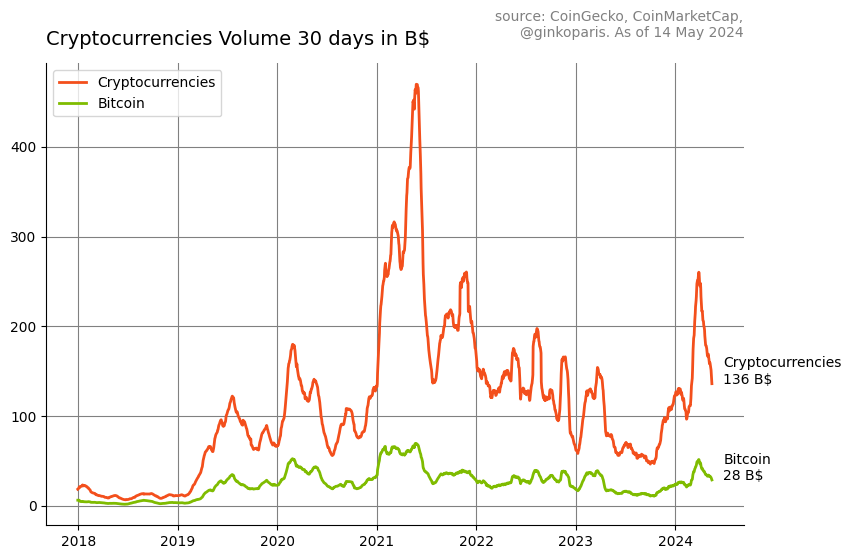 source: CoinGecko, CoinMarketCap,
@ginkoparis. As of 14 May 2024
Cryptocurrencies Volume 30 days in B$
Cryptocurrencies
Bitcoin
400
300
200
100
0
Cryptocurrencies
136 B$
Bitcoin
28 B$
2018
2019
2020
2021
2022
2023
2024